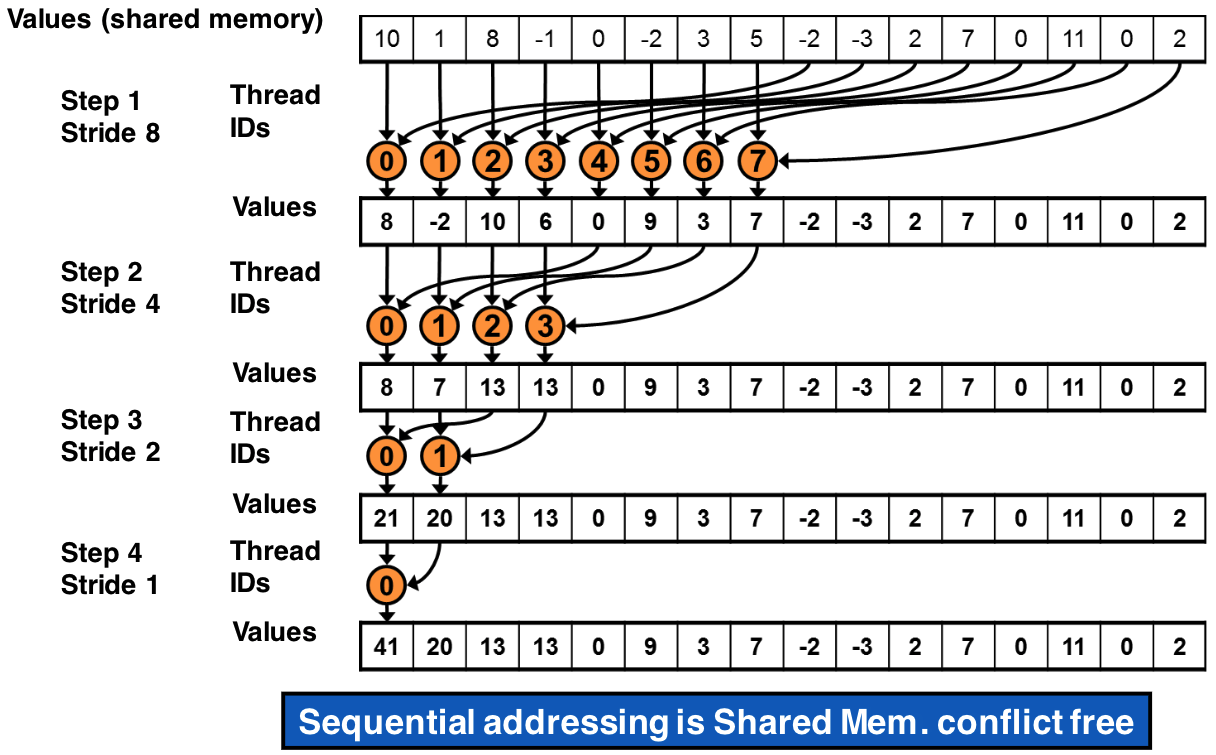 Values (shared memory)
10 1 8 -1 0 -2 3 5 -2 -3 2 7 0 11 0 2
Step 1
Stride 8
Thread
IDs
0 1 2 3 4 5 6 7
Values
8 -2 10 6 0 9 3 7 -2 -3 2 7 0 11 0 2
Step 2
Stride 4
Thread
IDs
0 1 2 3
Values
8 7 13 13 0 9 3 7 -2 -3 2 7 0 11 0 2
Step 3
Stride 2
Thread
IDs
0 1
Values
21 20 13 13 0 9 3 7 -2 -3 2 7 0 11 0 2
Step 4
Stride 1
Thread
IDs
0
Values
41 20 13 13 0 9 3 7 -2 -3 2 7 0 11 0 2
Sequential addressing is Shared Mem. conflict free